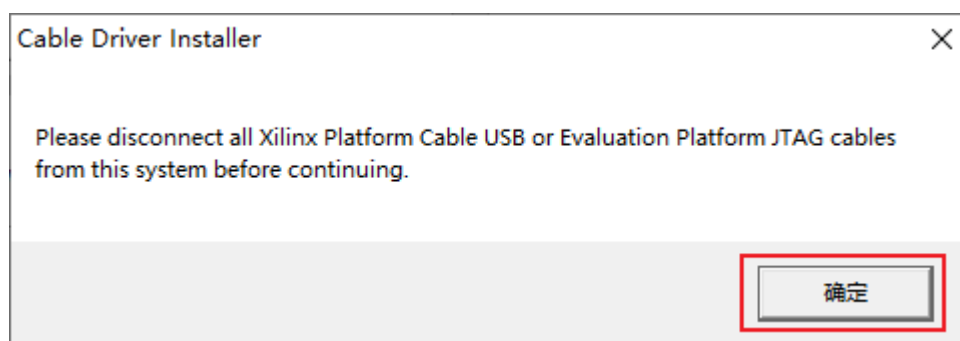 Cable Driver Installer
Please disconnect all Xilinx Platform Cable USB or Evaluation Platform JTAG cables
from this system before continuing.
确定